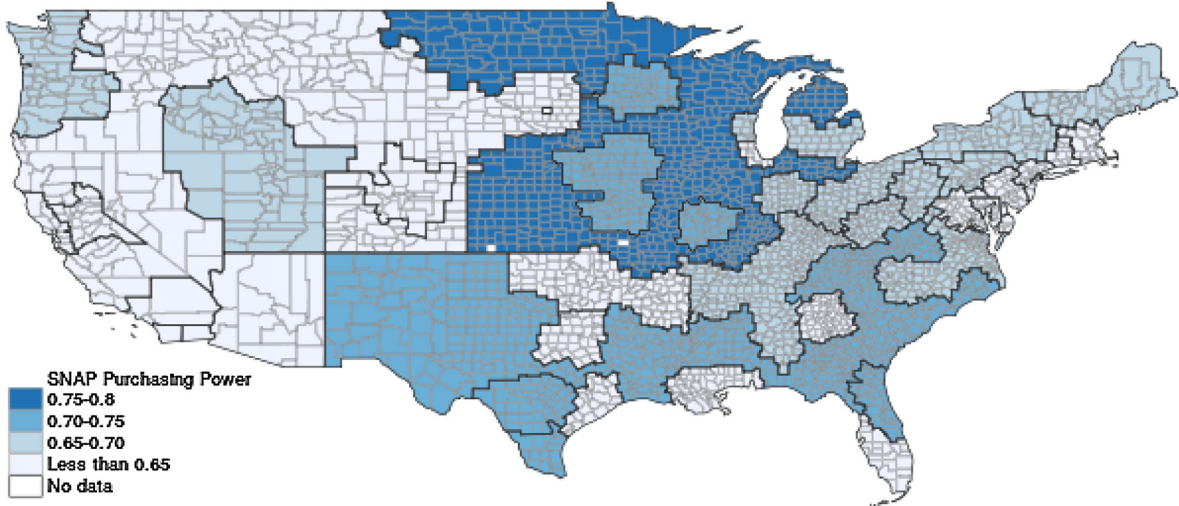 SNAP Purchasing Power
0.75-0.8
0.70-0.75
0.65-0.70
Less than 0.65
No data